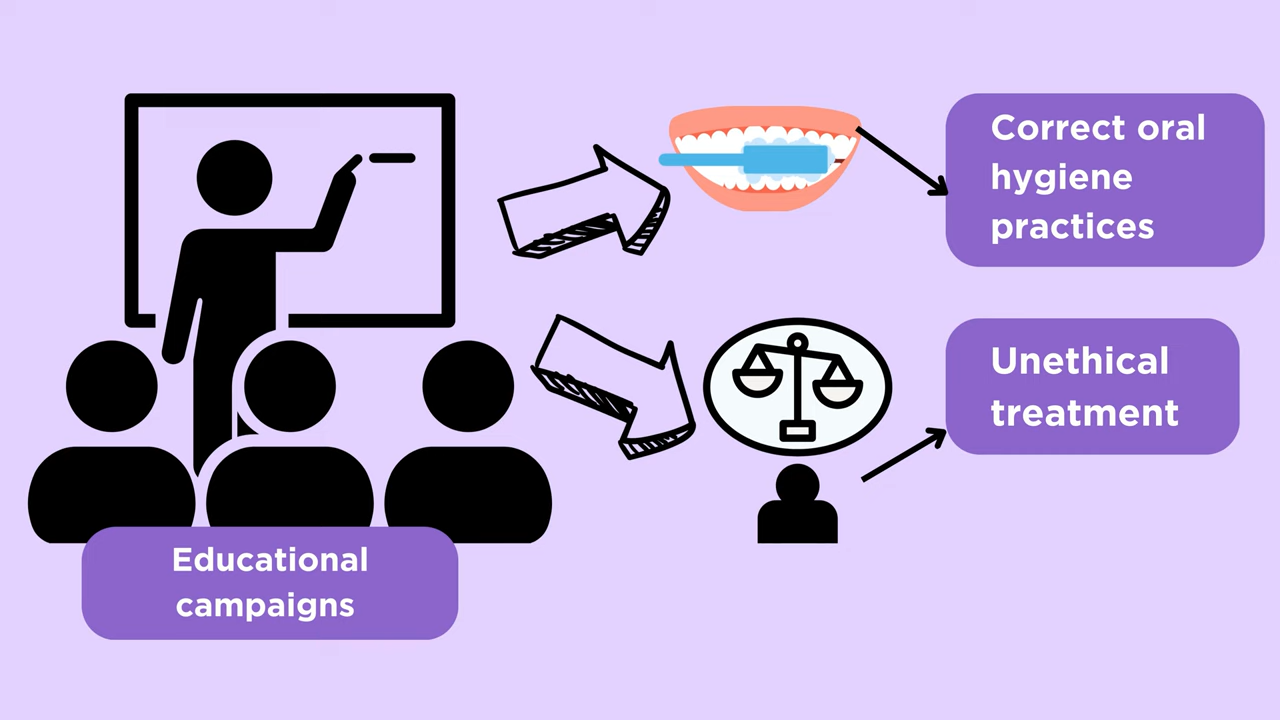 Correct oral
hygiene
practices
Unethical
treatment
Educational
campaigns